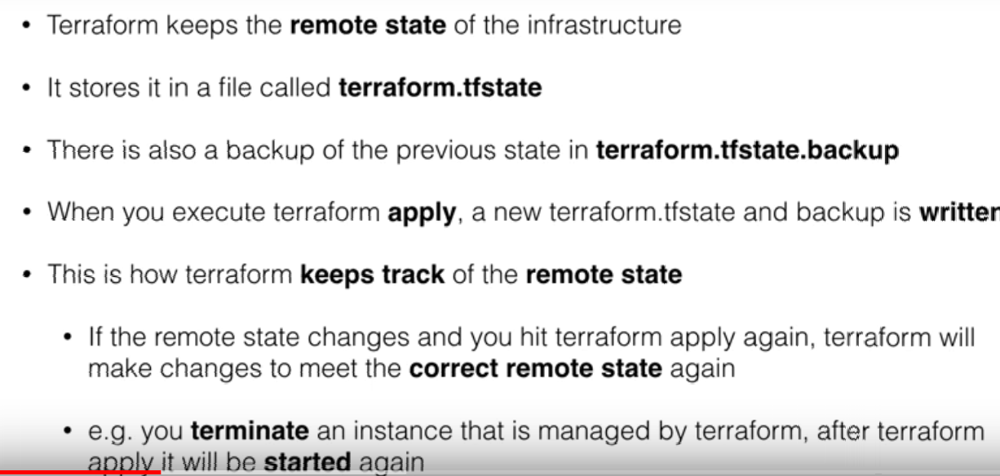 • Terraform keeps the remote state of the infrastructure
• It stores it in a file called terraform.tfstate
• There is also a backup of the previous state in terraform.tfstate.backup
• When you execute terraform apply, a new terraform.tfstate and backup is written
• This is how terraform keeps track of the remote state
• If the remote state changes and you hit terraform apply again, terraform will
make changes to meet the correct remote state again
• e.g. you terminate an instance that is managed by terraform, after terraform
apply it will be started again